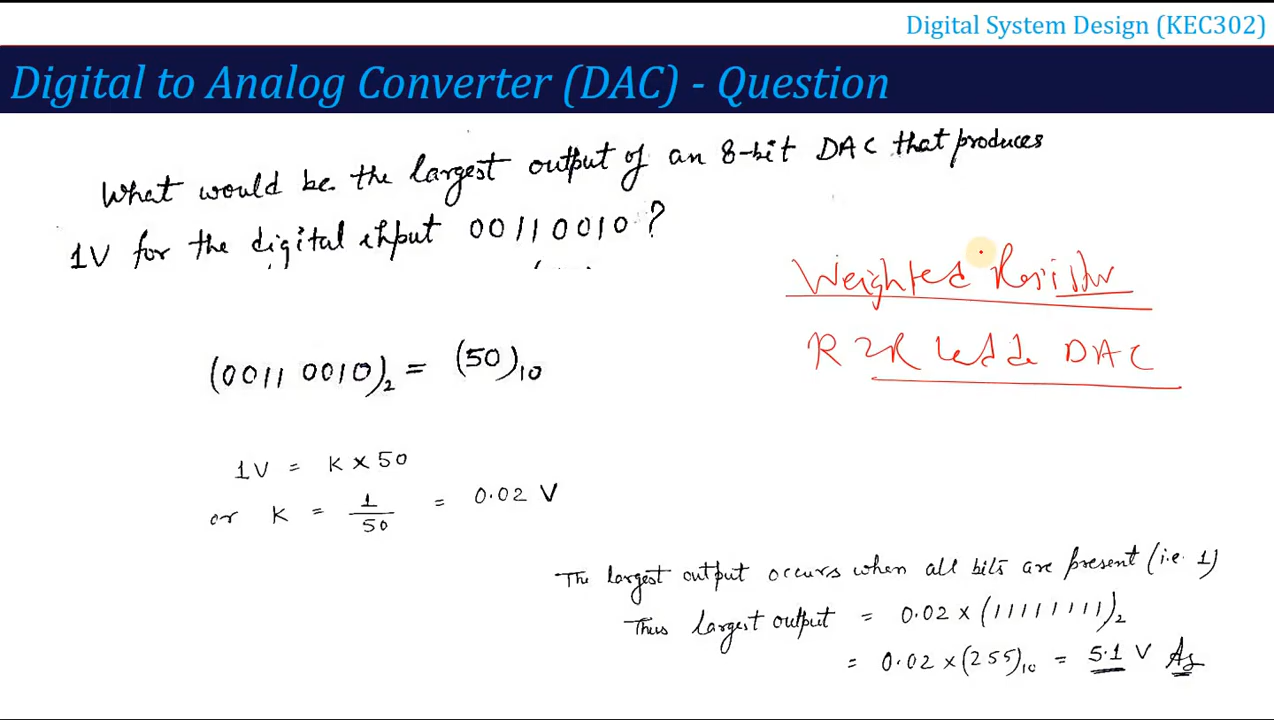 Digital System Design (KEC302)
Digital to Analog Converter (DAC) - Question
What would be the largest output of an 8-bit DAC that produces
1V for the digital input 00110010 ?
Weighted Resistor
R 2R ladde DAC
(0011 0010)₂ = (50)₁₀
1V = K × 50
or K = 1/50 = 0.02 V
The largest output occurs when all bits are present (i.e. 1)
Thus largest output = 0.02 × (11111111)₂
= 0.02 × (255)₁₀ = 5.1 V As